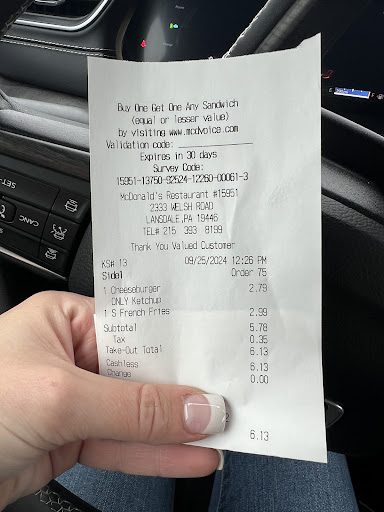 Buy One Get One Any Sandwich
(equal or lesser value)
by visiting www.mcdvoice.com
Validation code:
Expires in 30 days
Survey Code:
15951-13750-92524-12250-00061-3
McDonald's Restaurant #15951
2333 WELSH ROAD
LANSDALE,PA 19446
TEL# 215 393 8199
Thank You Valued Customer
KS# 13 09/25/2024 12:26 PM
Side1 Order 75
1 Cheeseburger 2.79
ONLY Ketchup
1 S French Fries 2.99
Subtotal 5.78
Tax 0.35
Take-Out Total 6.13
Cashless 6.13
Change 0.00
6.13
CANC
SET